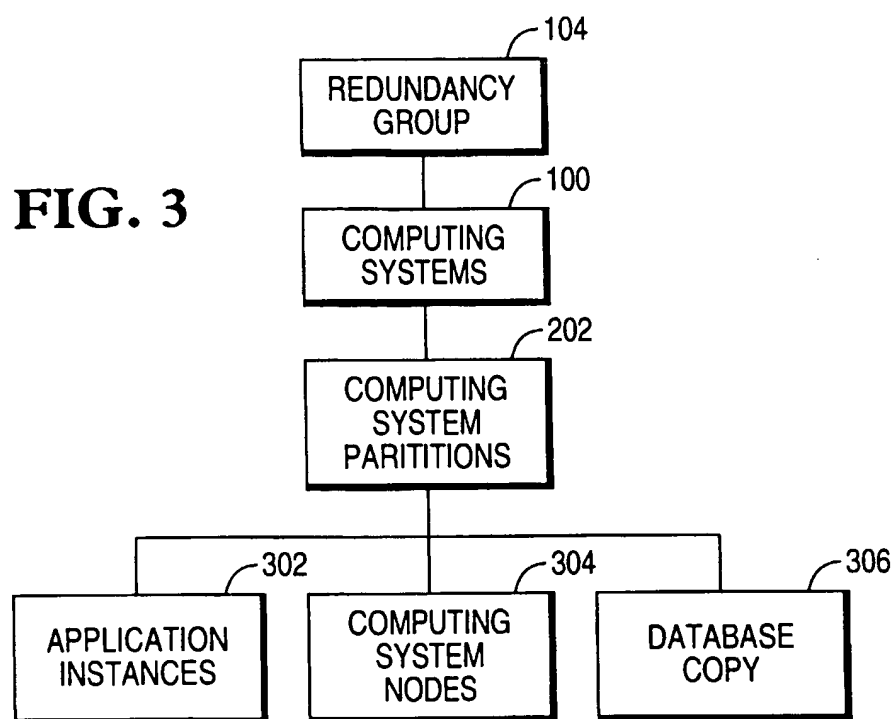 104
REDUNDANCY
GROUP
FIG. 3
100
COMPUTING
SYSTEMS
202
COMPUTING
SYSTEM
PARITITIONS
302
APPLICATION
INSTANCES
304
COMPUTING
SYSTEM
NODES
306
DATABASE
COPY